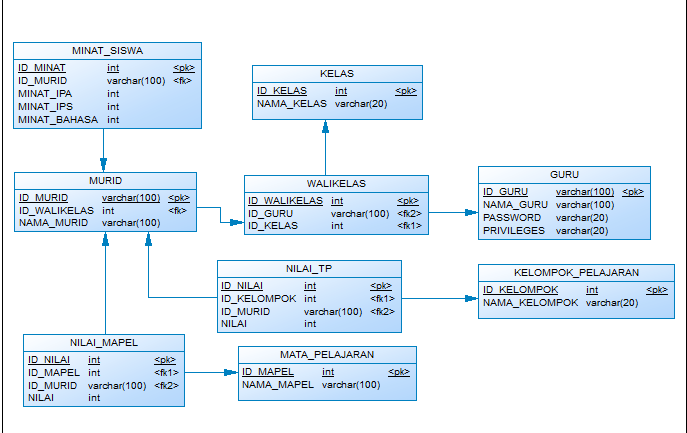 MINAT_SISWA
ID_MINAT int <pk>
ID_MURID varchar(100) <fk>
MINAT_IPA int
MINAT_IPS int
MINAT_BAHASA int
KELAS
ID_KELAS int <pk>
NAMA_KELAS varchar(20)
MURID
ID_MURID varchar(100) <pk>
ID_WALIKELAS int <fk>
NAMA_MURID varchar(100)
WALIKELAS
ID_WALIKELAS int <pk>
ID_GURU varchar(100) <fk2>
ID_KELAS int <fk1>
GURU
ID_GURU varchar(100) <pk>
NAMA_GURU varchar(100)
PASSWORD varchar(20)
PRIVILEGES varchar(20)
NILAI_TP
ID_NILAI int <pk>
ID_KELOMPOK int <fk1>
ID_MURID varchar(100) <fk2>
NILAI int
KELOMPOK_PELAJARAN
ID_KELOMPOK int <pk>
NAMA_KELOMPOK varchar(20)
NILAI_MAPEL
ID_NILAI int <pk>
ID_MAPEL int <fk1>
ID_MURID varchar(100) <fk2>
NILAI int
MATA_PELAJARAN
ID_MAPEL int <pk>
NAMA_MAPEL varchar(100)